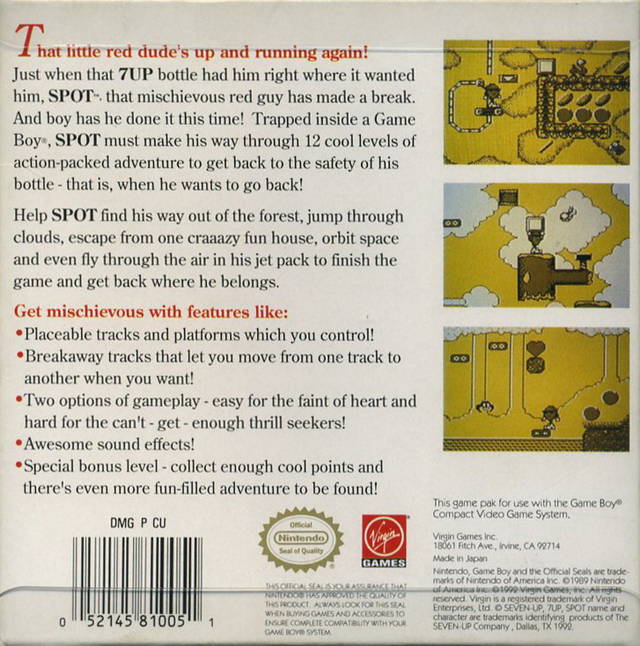 That little red dude's up and running again!
Just when that 7UP bottle had him right where it wanted
him, SPOT™. that mischievous red guy has made a break.
And boy has he done it this time! Trapped inside a Game
Boy®, SPOT must make his way through 12 cool levels of
action-packed adventure to get back to the safety of his
bottle - that is, when he wants to go back!
Help SPOT find his way out of the forest, jump through
clouds, escape from one craaazy fun house, orbit space
and even fly through the air in his jet pack to finish the
game and get back where he belongs.
Get mischievous with features like:
•Placeable tracks and platforms which you control!
•Breakaway tracks that let you move from one track to
another when you want!
•Two options of gameplay - easy for the faint of heart and
hard for the can't - get - enough thrill seekers!
•Awesome sound effects!
•Special bonus level - collect enough cool points and
there's even more fun-filled adventure to be found!
DMG P CU
0 52145 81005 1
Official
Nintendo
Seal of Quality
Virgin
GAMES
THIS OFFICIAL SEAL IS YOUR ASSURANCE THAT
NINTENDO® HAS APPROVED THE QUALITY OF
THIS PRODUCT. ALWAYS LOOK FOR THIS SEAL
WHEN BUYING GAMES AND ACCESSORIES TO
ENSURE COMPLETE COMPATIBILITY WITH YOUR
GAME BOY® SYSTEM.
This game pak for use with the Game Boy®
Compact Video Game System.
Virgin Games Inc.
18061 Fitch Ave., Irvine, CA 92714
Made in Japan
Nintendo, Game Boy and the Official Seals are trade-
marks of Nintendo of America Inc. ©1989 Nintendo
of America Inc. ©1992 Virgin Games, Inc. All rights
reserved. Virgin is a registered trademark of Virgin
Enterprises, Ltd. © SEVEN-UP, 7UP, SPOT name and
character are trademarks identifying products of The
SEVEN-UP Company, Dallas, TX 1992.